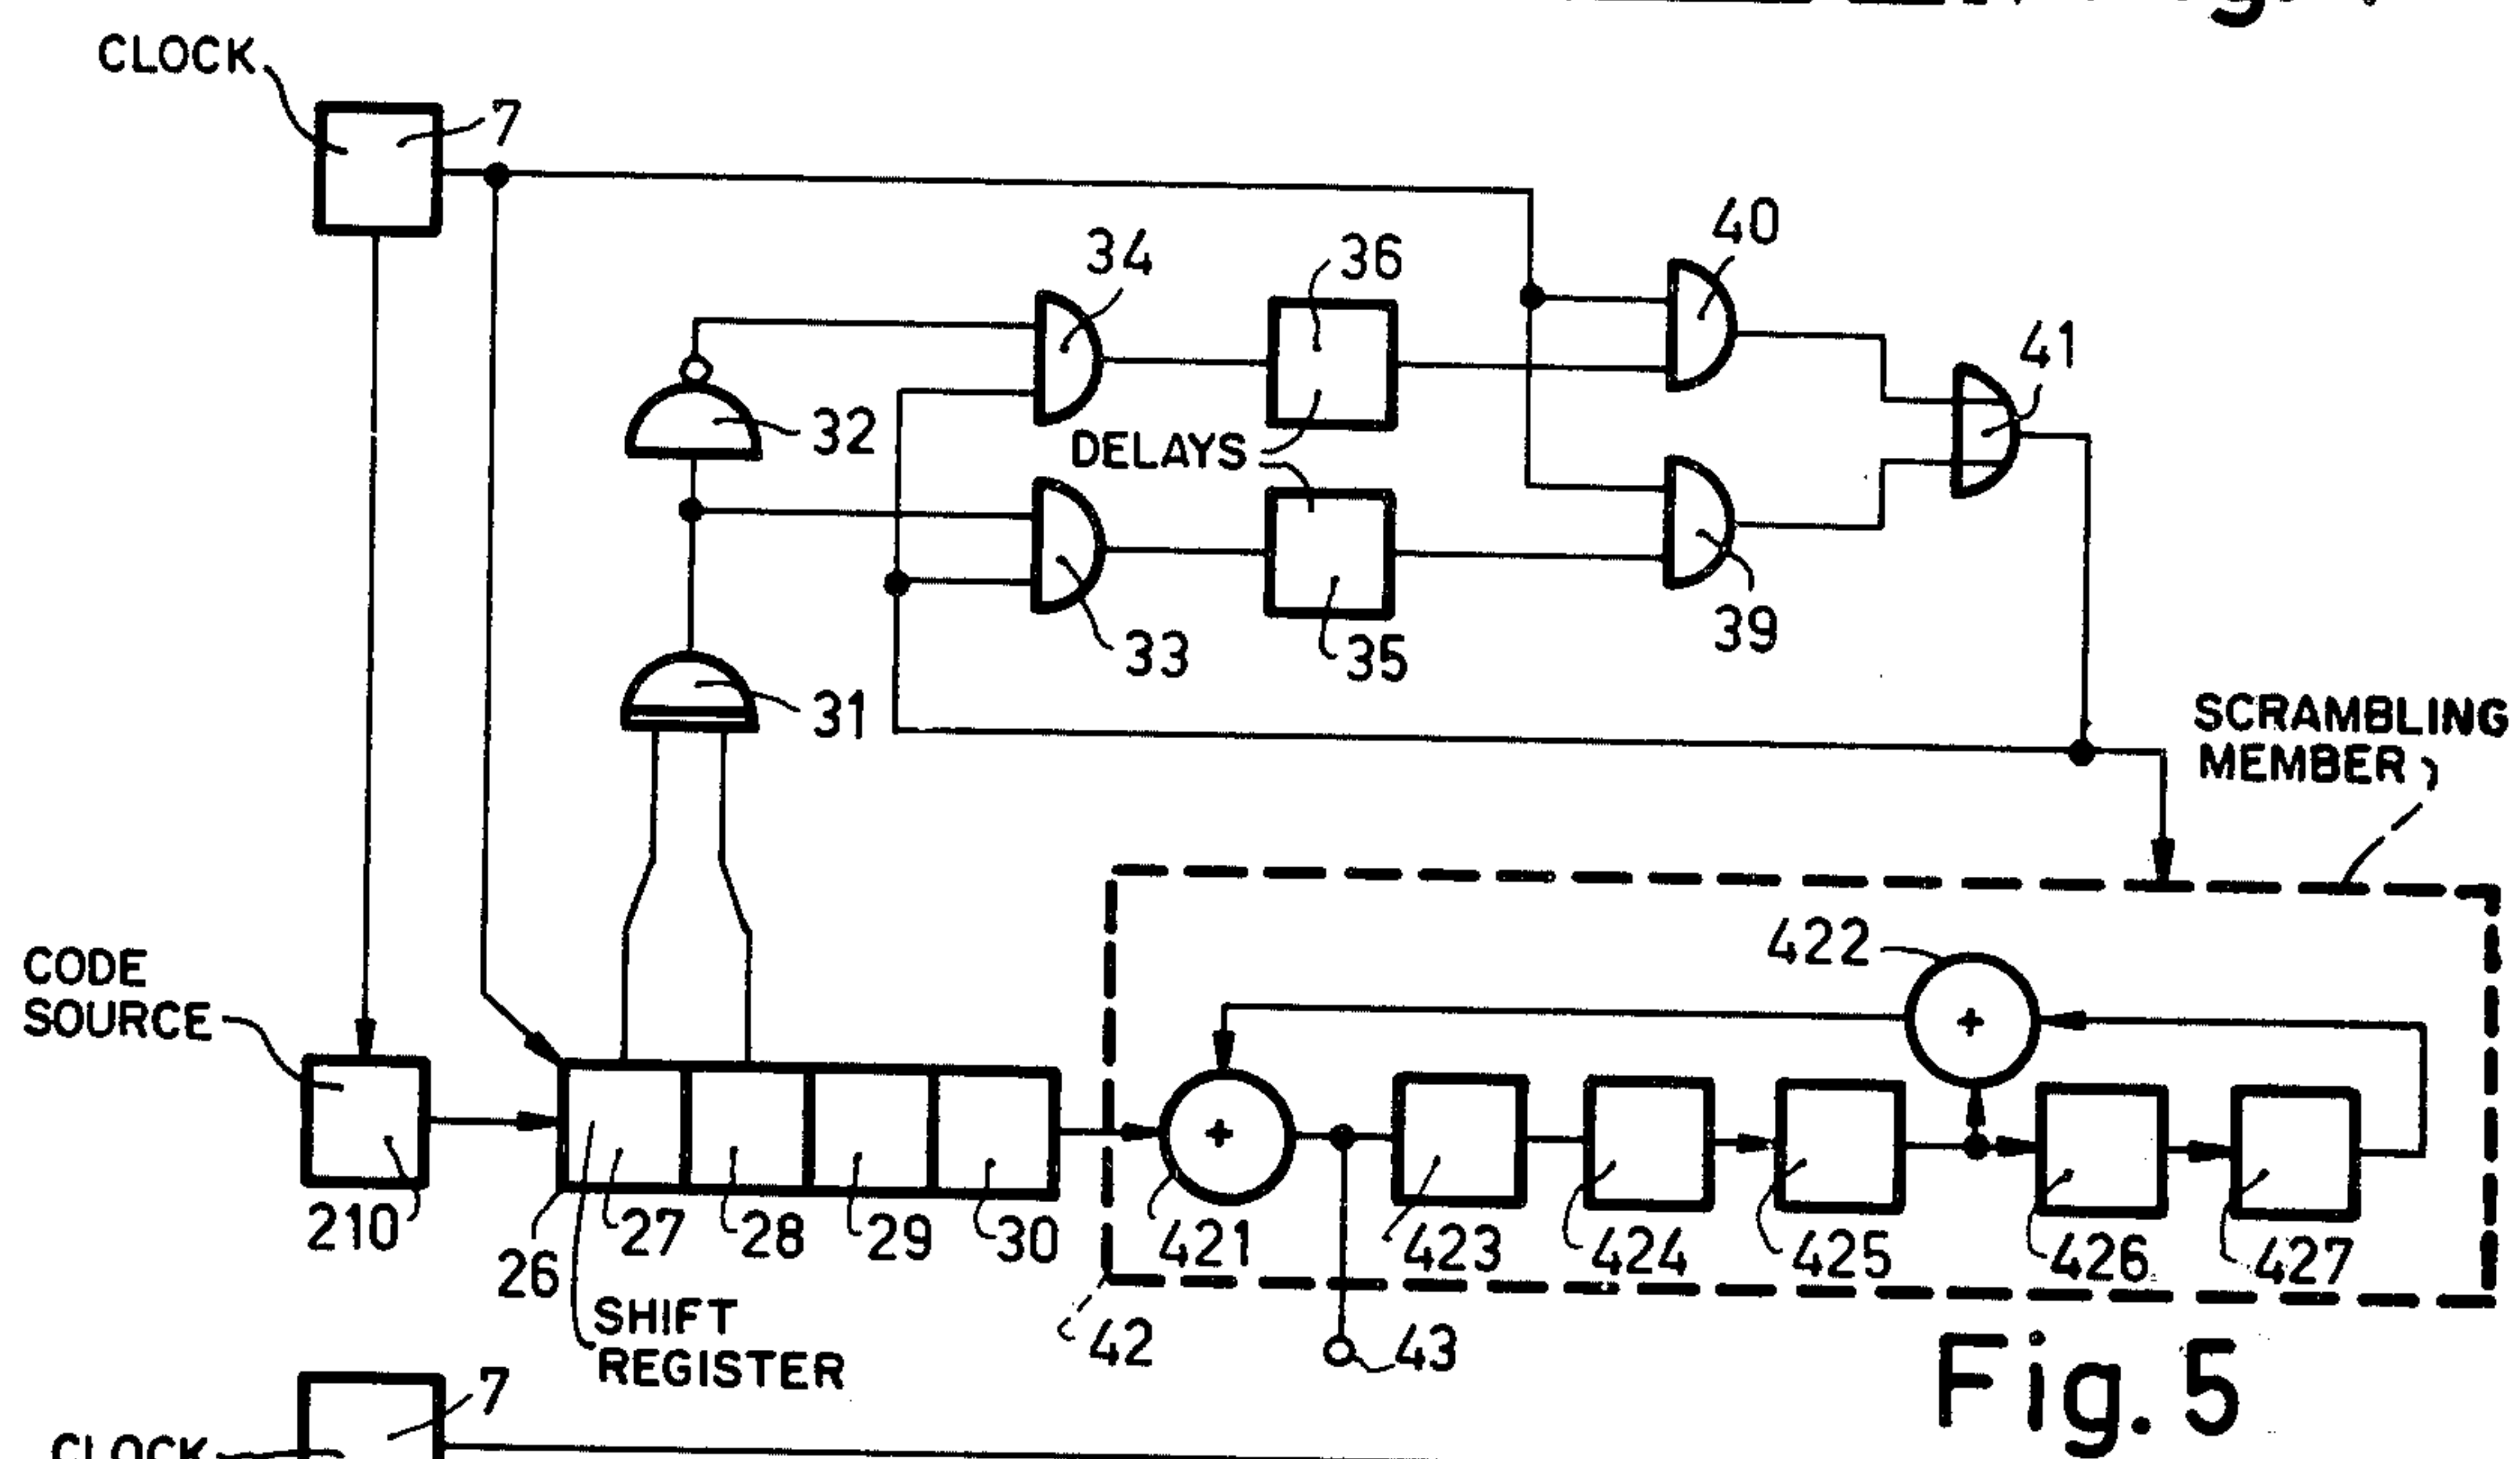 CLOCK
7
40
34
36
41
32
DELAYS
33
35
39
31
SCRAMBLING
MEMBER
422
CODE
SOURCE
+
+
210
26
27
28
29
30
421
423
424
425
426
427
SHIFT
REGISTER
42
43
Fig. 5
7
CLOCK